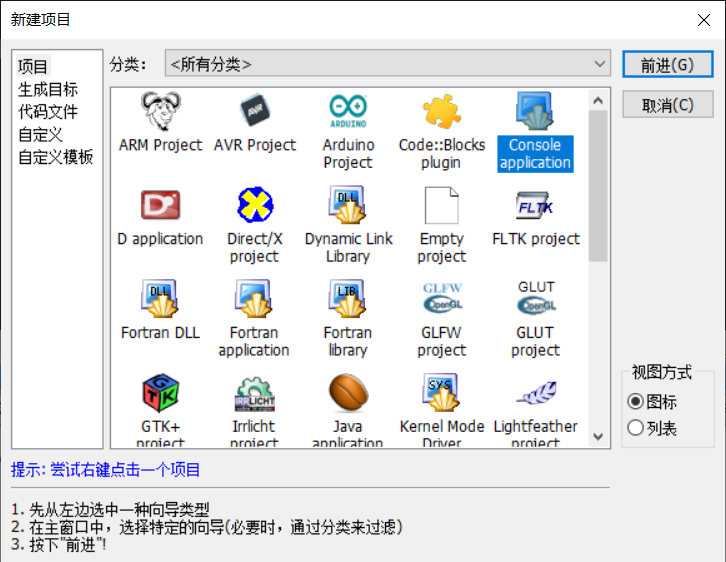 新建项目
项目
生成目标
代码文件
自定义
自定义模板
分类：
<所有分类>
前进(G)
取消(C)
ARM Project
AVR Project
ARDUINO
Arduino
Project
Code::Blocks
plugin
Console
application
D application
Direct/X
project
DLL
Dynamic Link
Library
Empty
project
FLTK
FLTK project
DLL
Fortran DLL
Fortran
application
LIB
Fortran
library
GLFW
OpenGL
GLFW
project
GLUT
OpenGL
GLUT
project
GTK
GTK+
project
IRRLICHT
Irrlicht
project
Java
application
SYS
Kernel Mode
Driver
Lightfeather
project
视图方式
图标
列表
提示: 尝试右键点击一个项目
1. 先从左边选中一种向导类型
2. 在主窗口中，选择特定的向导(必要时，通过分类来过滤)
3. 按下"前进"!